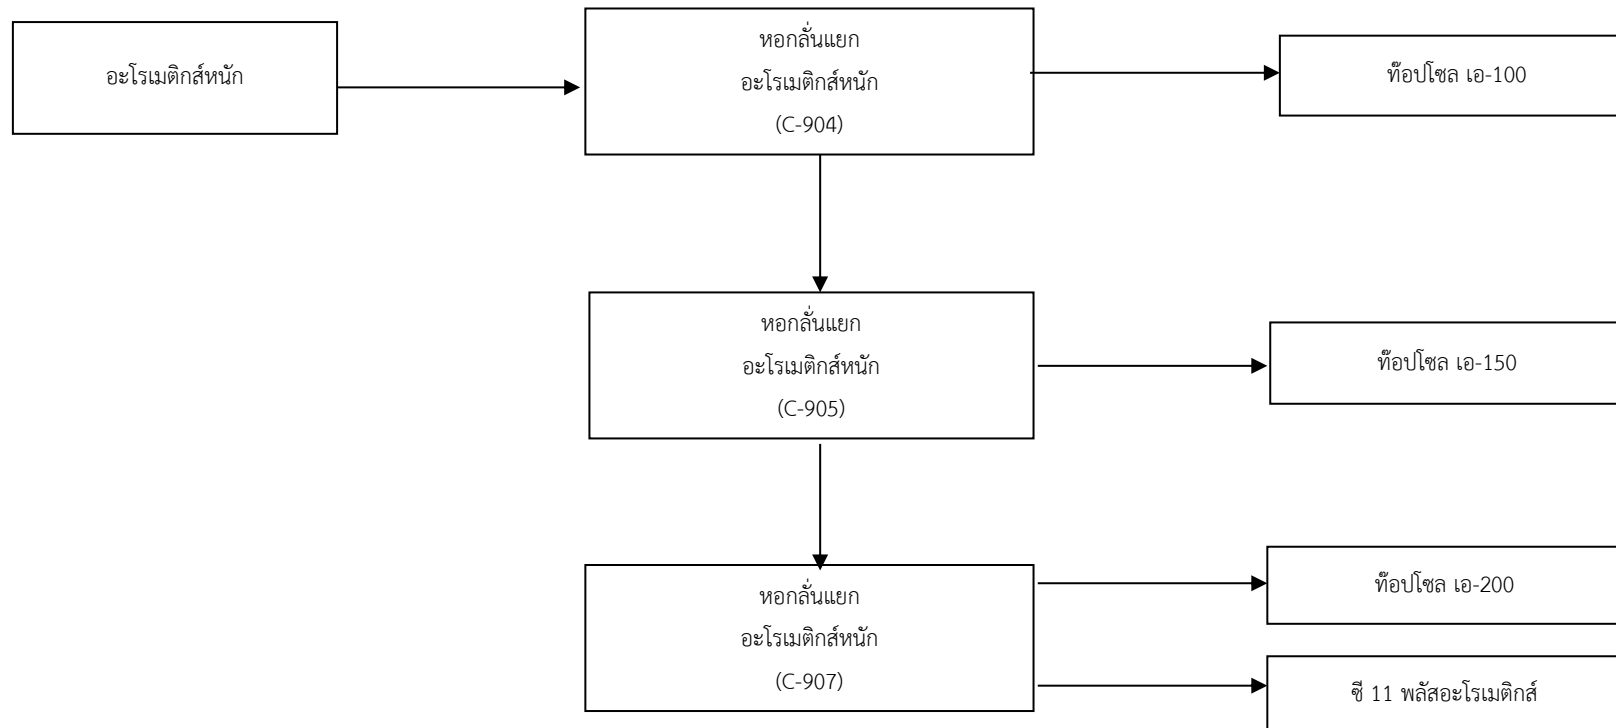 อะโรเมติกส์หนัก
หอกลั่นแยก
อะโรเมติกส์หนัก
(C-904)
ท๊อปโซล เอ-100
หอกลั่นแยก
อะโรเมติกส์หนัก
(C-905)
ท๊อปโซล เอ-150
หอกลั่นแยก
อะโรเมติกส์หนัก
(C-907)
ท๊อปโซล เอ-200
ซี 11 พลัสอะโรเมติกส์